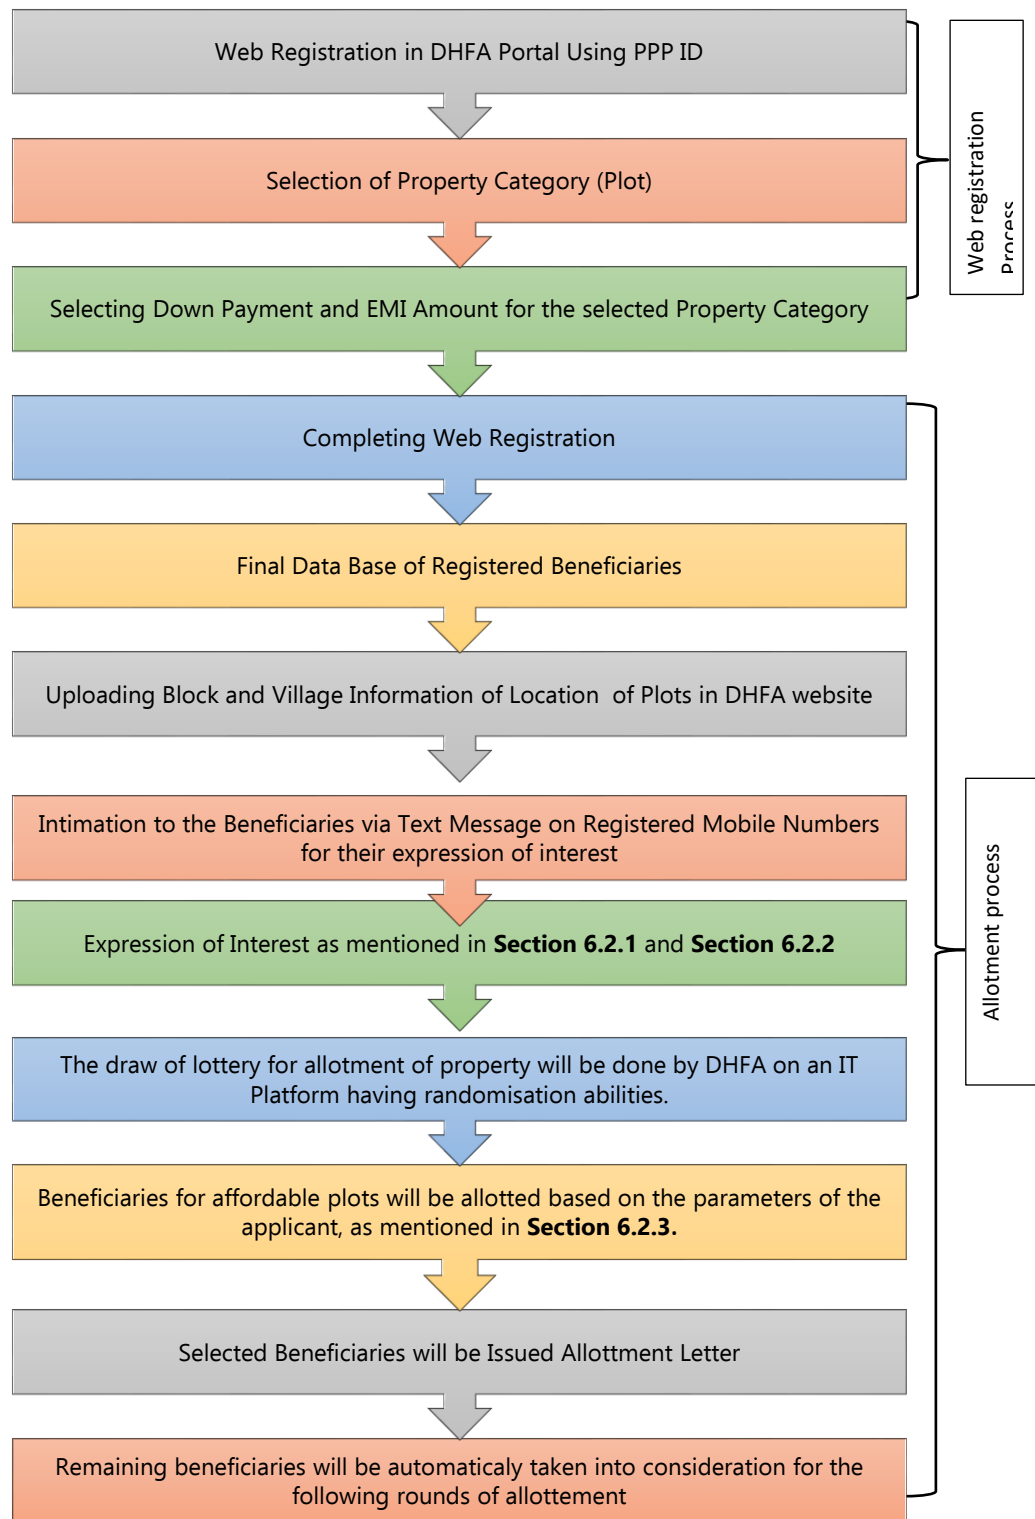 Web Registration in DHFA Portal Using PPP ID
Selection of Property Category (Plot)
Selecting Down Payment and EMI Amount for the selected Property Category
Web registration
Process
Completing Web Registration
Final Data Base of Registered Beneficiaries
Uploading Block and Village Information of Location of Plots in DHFA website
Intimation to the Beneficiaries via Text Message on Registered Mobile Numbers
for their expression of interest
Expression of Interest as mentioned in Section 6.2.1 and Section 6.2.2
The draw of lottery for allotment of property will be done by DHFA on an IT
Platform having randomisation abilities.
Beneficiaries for affordable plots will be allotted based on the parameters of the
applicant, as mentioned in Section 6.2.3.
Selected Beneficiaries will be Issued Allottment Letter
Remaining beneficiaries will be automaticaly taken into consideration for the
following rounds of allottement
Allotment process